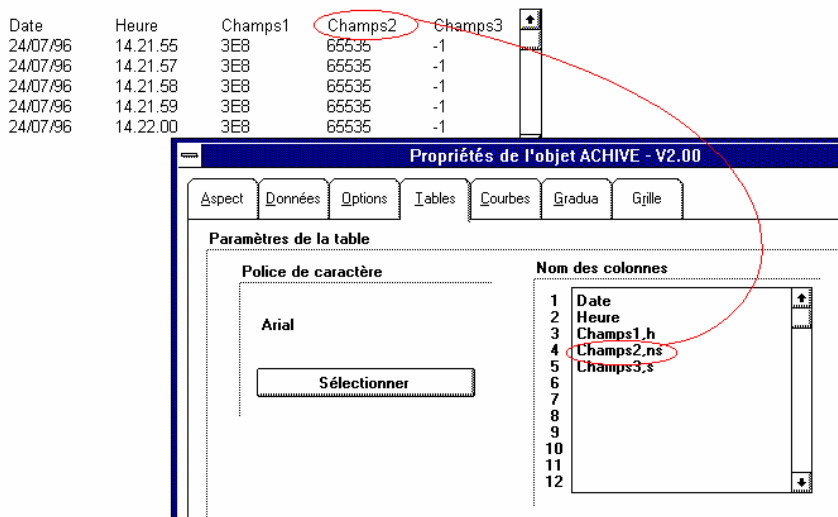 Date Heure Champs1 Champs2 Champs3
24/07/96 14.21.55 3E8 65535 -1
24/07/96 14.21.57 3E8 65535 -1
24/07/96 14.21.58 3E8 65535 -1
24/07/96 14.21.59 3E8 65535 -1
24/07/96 14.22.00 3E8 65535 -1
Propriétés de l'objet ACHIVE - V2.00
Aspect Données Options Tables Courbes Gradua Grille
Paramètres de la table
Police de caractère
Arial
Sélectionner
Nom des colonnes
1 Date
2 Heure
3 Champs1,h
4 Champs2,ns
5 Champs3,s
6
7
8
9
10
11
12